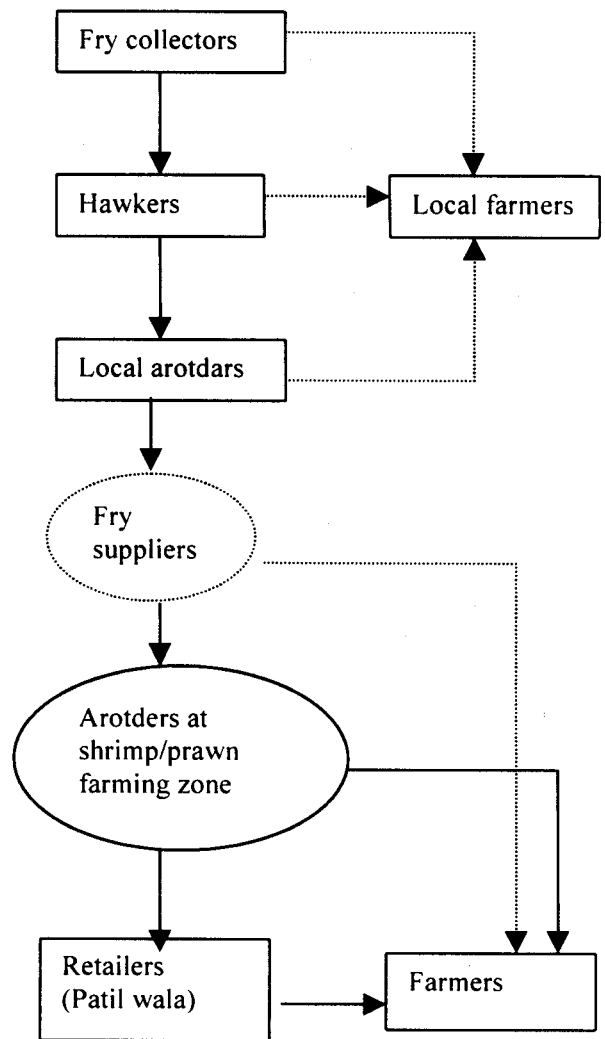 Fry collectors
Hawkers
Local farmers
Local arotdars
Fry
suppliers
Arotders at
shrimp/prawn
farming zone
Retailers
(Patil wala)
Farmers